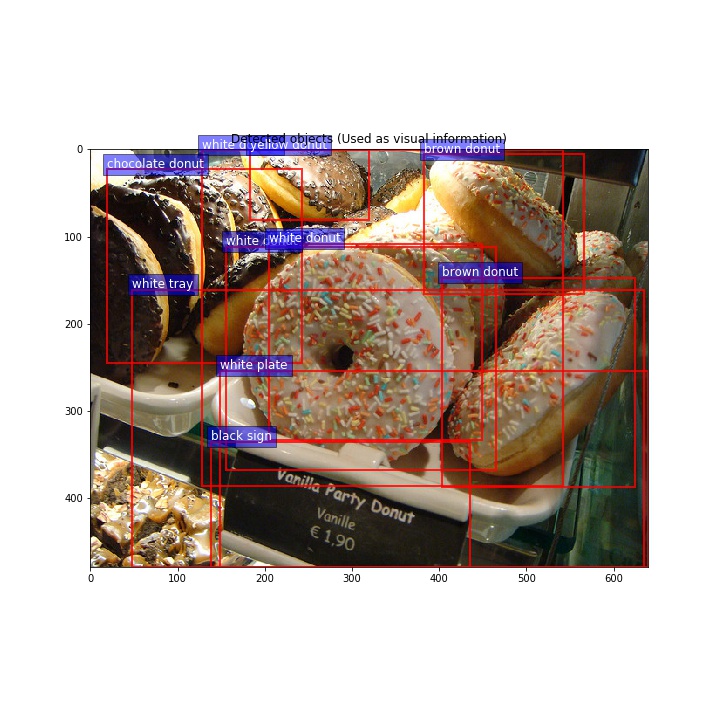 Detected objects (Used as visual information)
white d
yellow donut
brown donut
chocolate donut
white donut
white
brown donut
white tray
white plate
black sign
Vanilla Party Donut
Vanille
€ 1,90
0
100
200
300
400
0 100 200 300 400 500 600